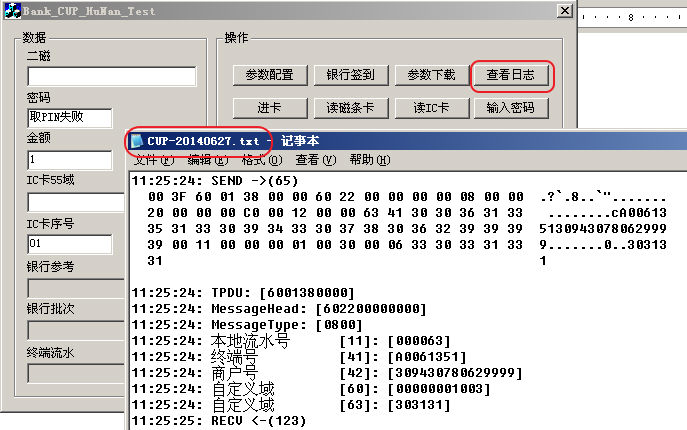 Bank_CUP_HuNan_Test
8
数据
操作
二磁
参数配置 银行签到 参数下载 查看日志
密码
进卡 读磁条卡 读IC卡 输入密码
取PIN失败
金额
1
IC卡55域
IC卡序号
01
银行参考
银行批次
终端流水
CUP-20140627.txt - 记事本
文件(F) 编辑(E) 格式(O) 查看(V) 帮助(H)
11:25:24: SEND ->(65)
00 3F 60 01 38 00 00 60 22 00 00 00 00 08 00 00 .?`.8..`".......
20 00 00 00 C0 00 12 00 00 63 41 30 30 36 31 33 ........cA00613
35 31 33 30 39 34 33 30 37 38 30 36 32 39 39 39 5130943078062999
39 00 11 00 00 00 01 00 30 00 06 33 30 33 31 33 9.......0..30313
31 1
11:25:24: TPDU: [6001380000]
11:25:24: MessageHead: [602200000000]
11:25:24: MessageType: [0800]
11:25:24: 本地流水号 [11]: [000063]
11:25:24: 终端号 [41]: [A0061351]
11:25:24: 商户号 [42]: [309430780629999]
11:25:24: 自定义域 [60]: [00000001003]
11:25:24: 自定义域 [63]: [303131]
11:25:25: RECV <-(123)